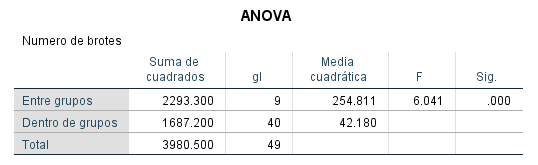 ANOVA
Numero de brotes
Suma de cuadrados gl Media cuadrática F Sig.
Entre grupos 2293.300 9 254.811 6.041 .000
Dentro de grupos 1687.200 40 42.180
Total 3980.500 49